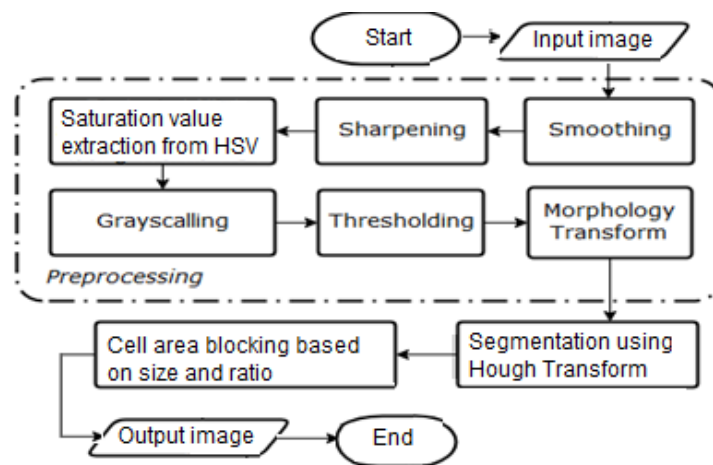 Start
Input image
Smoothing
Sharpening
Saturation value
extraction from HSV
Grayscalling
Thresholding
Morphology
Transform
Preprocessing
Segmentation using
Hough Transform
Cell area blocking based
on size and ratio
Output image
End